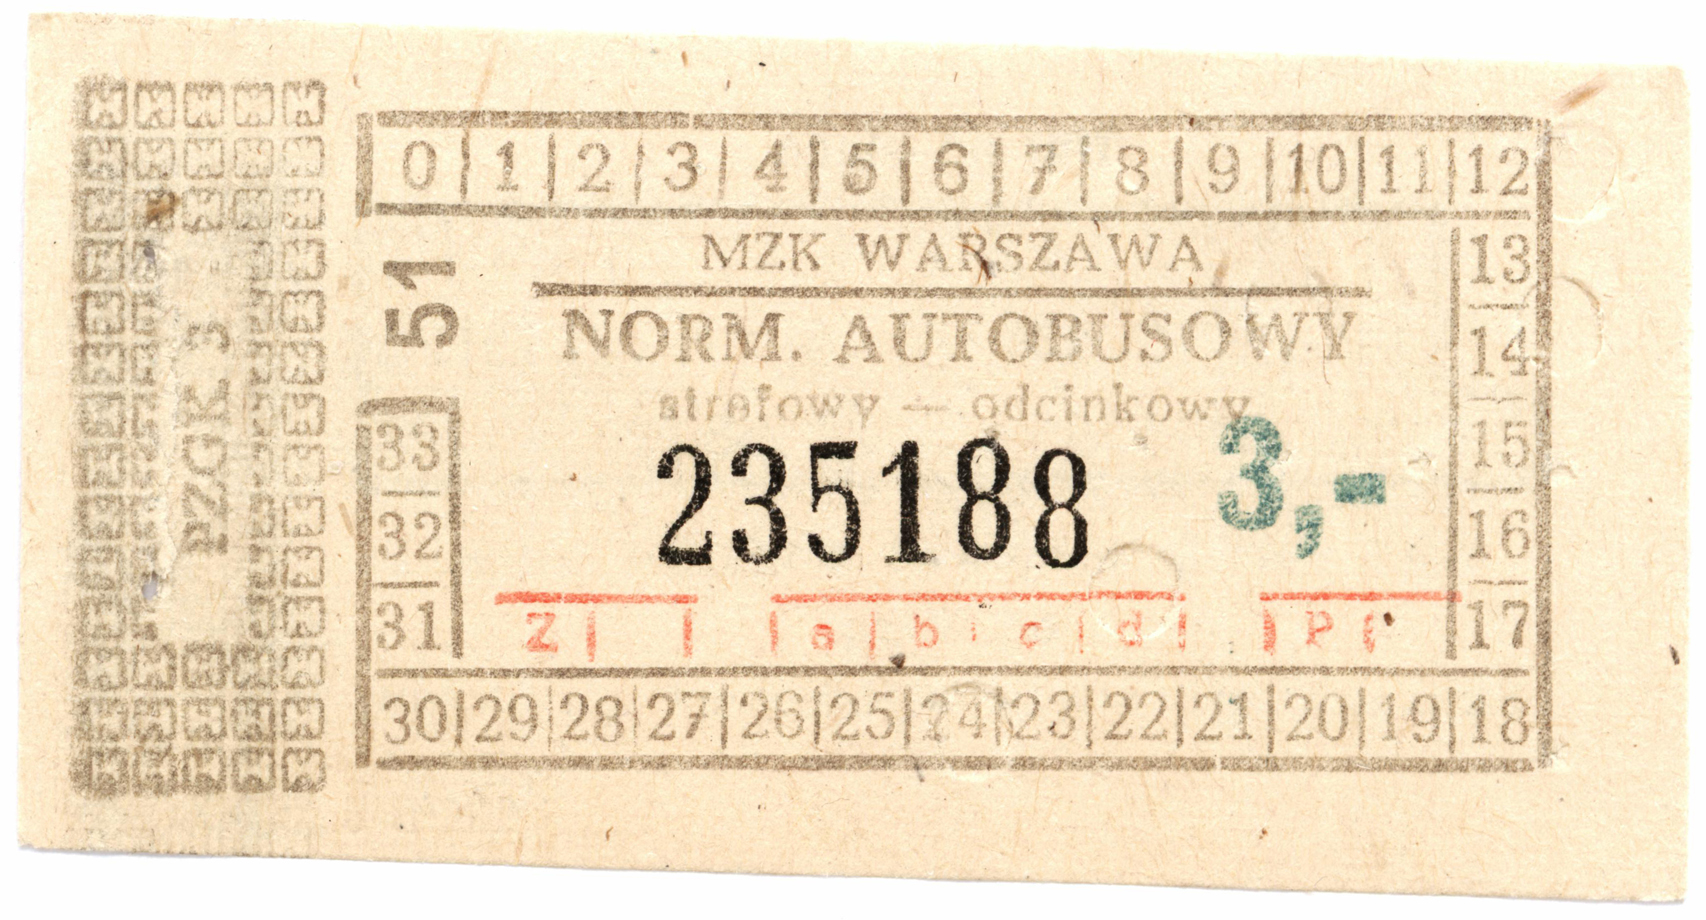 PZGK 3
0 1 2 3 4 5 6 7 8 9 10 11 12
51
MZK WARSZAWA
13
NORM. AUTOBUSOWY
14
strefowy — odcinkowy
33
15
235188 3,-
32
16
31
Z a b c d P
17
30 29 28 27 26 25 24 23 22 21 20 19 18